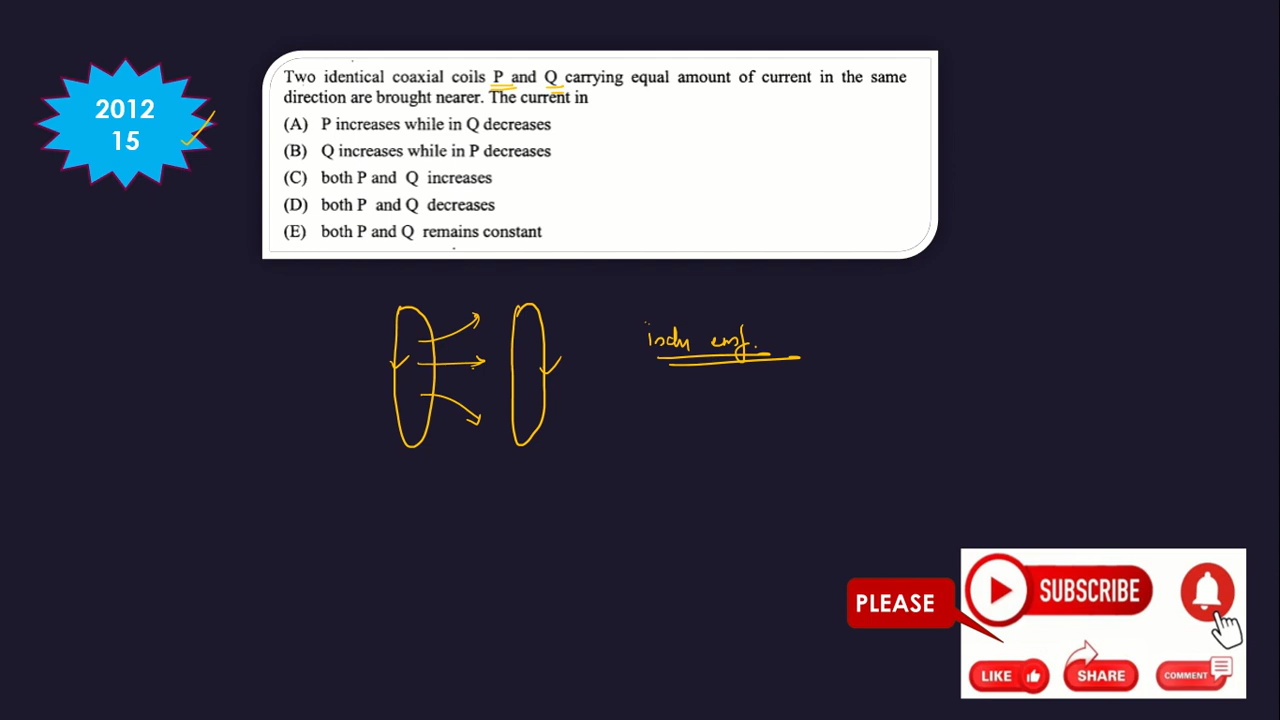 2012
15
Two identical coaxial coils P and Q carrying equal amount of current in the same
direction are brought nearer. The current in
(A) P increases while in Q decreases
(B) Q increases while in P decreases
(C) both P and Q increases
(D) both P and Q decreases
(E) both P and Q remains constant
emf.
PLEASE
SUBSCRIBE
LIKE
SHARE
COMMENT